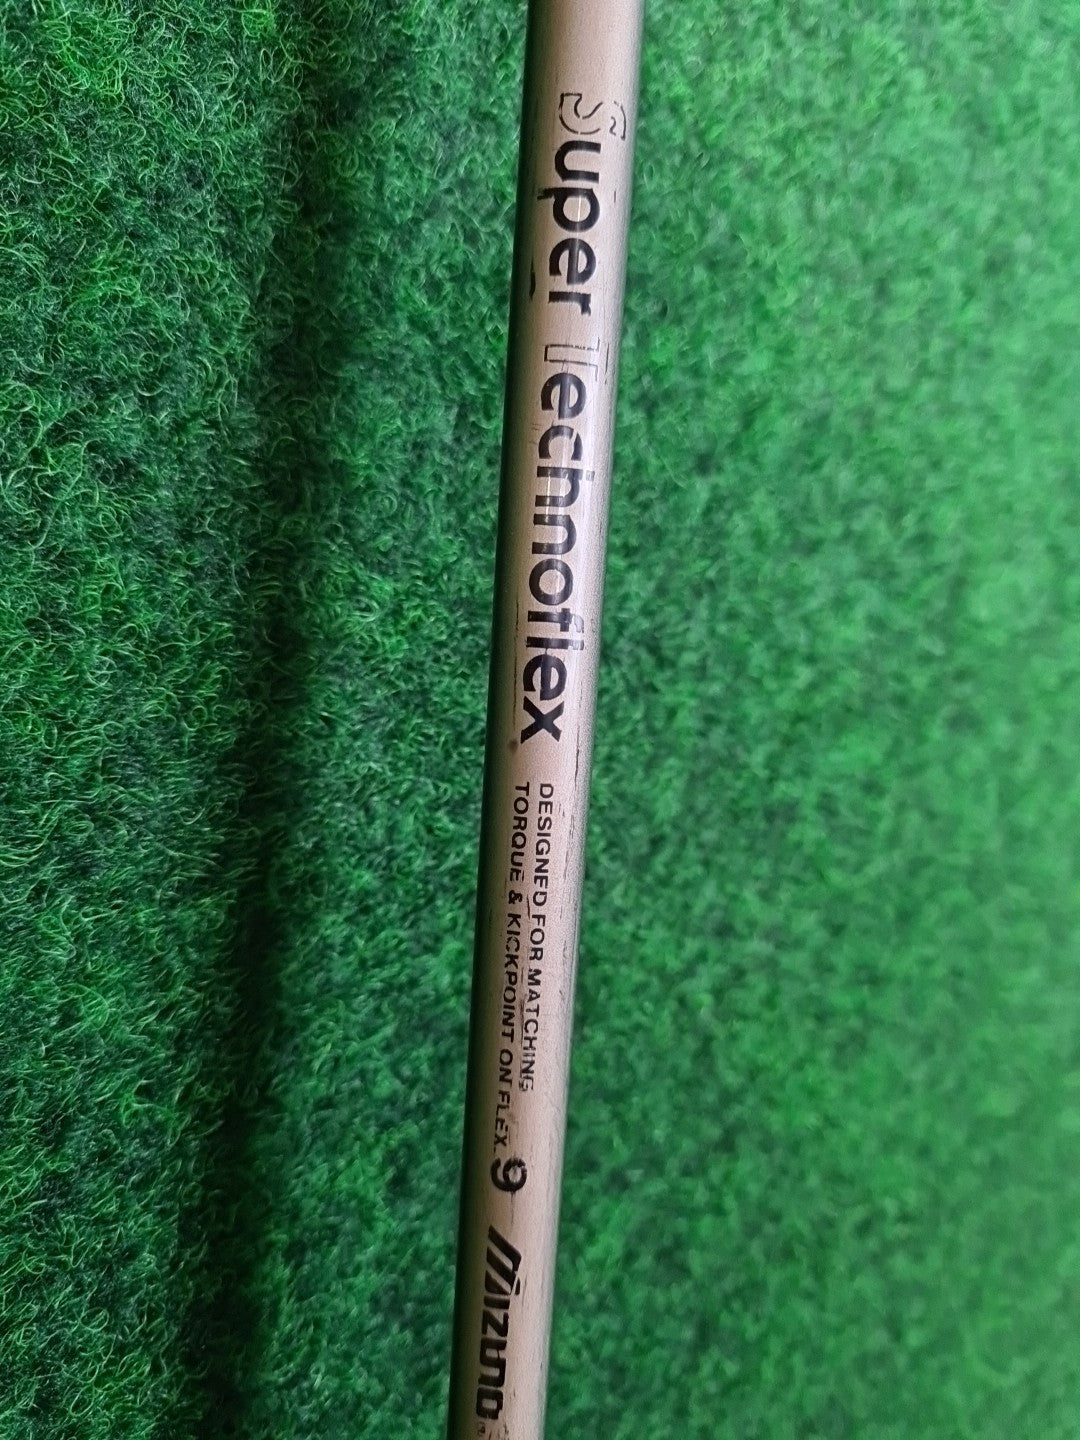 Super Technoflex
DESIGNED FOR MATCHING
TORQUE & KICKPOINT ON FLEX. 9
MIZUNO